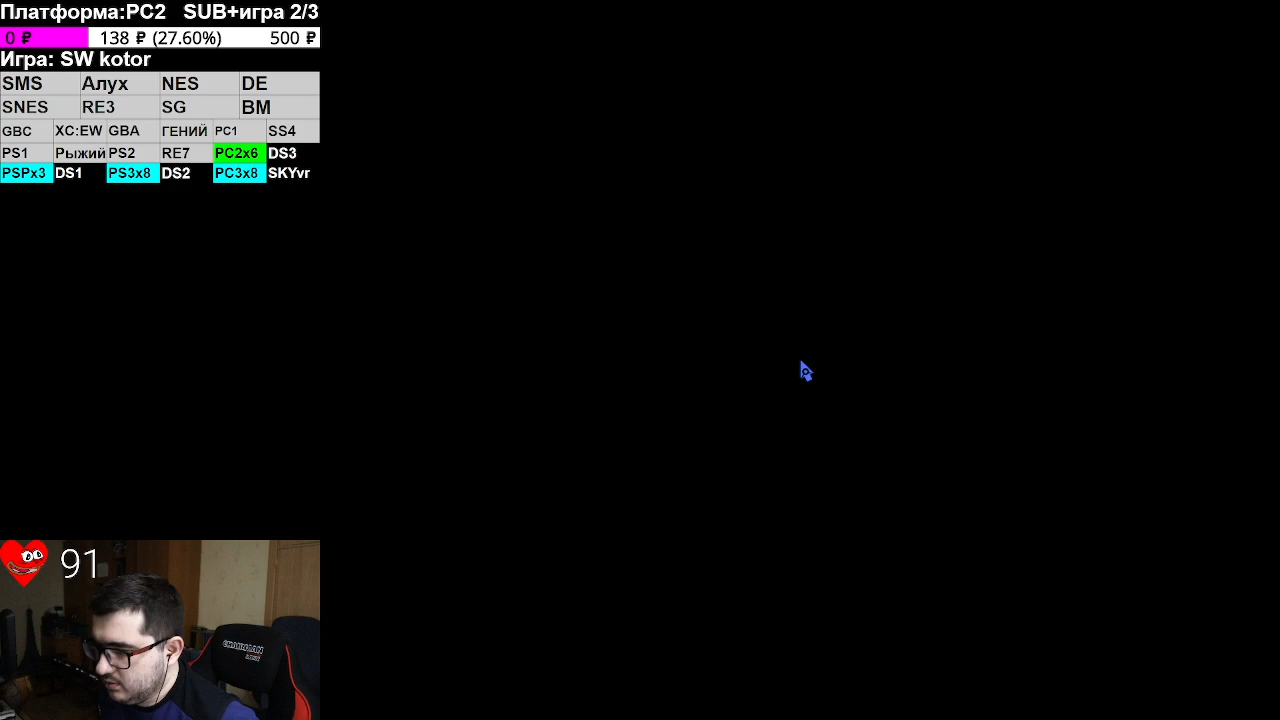 Платформа:PC2 SUB+игра 2/3
0 ₽ 138 ₽ (27.60%) 500 ₽
Игра: SW kotor
SMS Алух NES DE
SNES RE3 SG BM
GBC XC:EW GBA ГЕНИЙ PC1 SS4
PS1 Рыжий PS2 RE7 PC2x6 DS3
PSPx3 DS1 PS3x8 DS2 PC3x8 SKYvr
91
CHAIRMAN